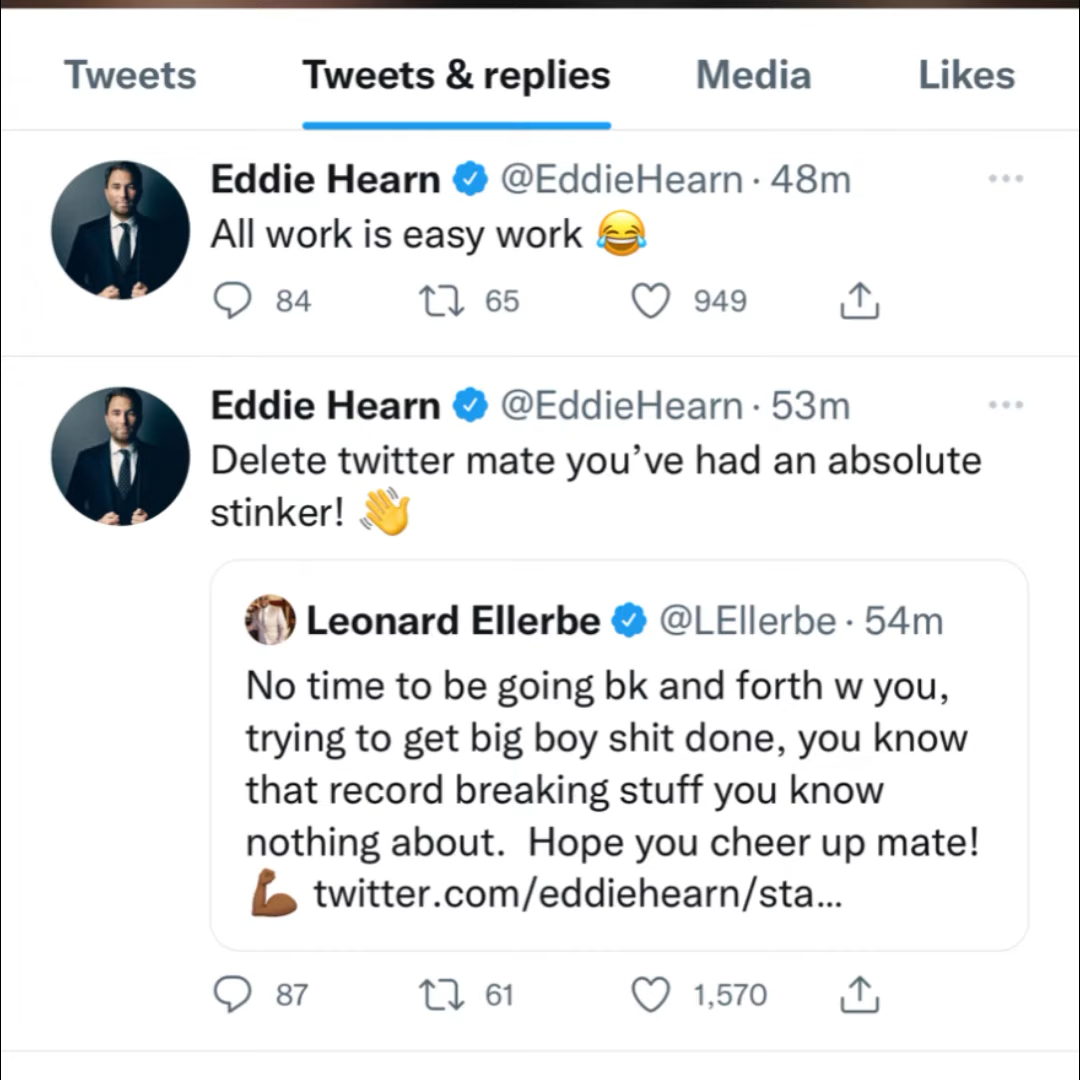 Tweets Tweets & replies Media Likes
Eddie Hearn @EddieHearn · 48m
All work is easy work 😂
84 65 949
Eddie Hearn @EddieHearn · 53m
Delete twitter mate you’ve had an absolute
stinker! 👋
Leonard Ellerbe @LEllerbe · 54m
No time to be going bk and forth w you,
trying to get big boy shit done, you know
that record breaking stuff you know
nothing about.  Hope you cheer up mate!
💪🏾 twitter.com/eddiehearn/sta...
87 61 1,570